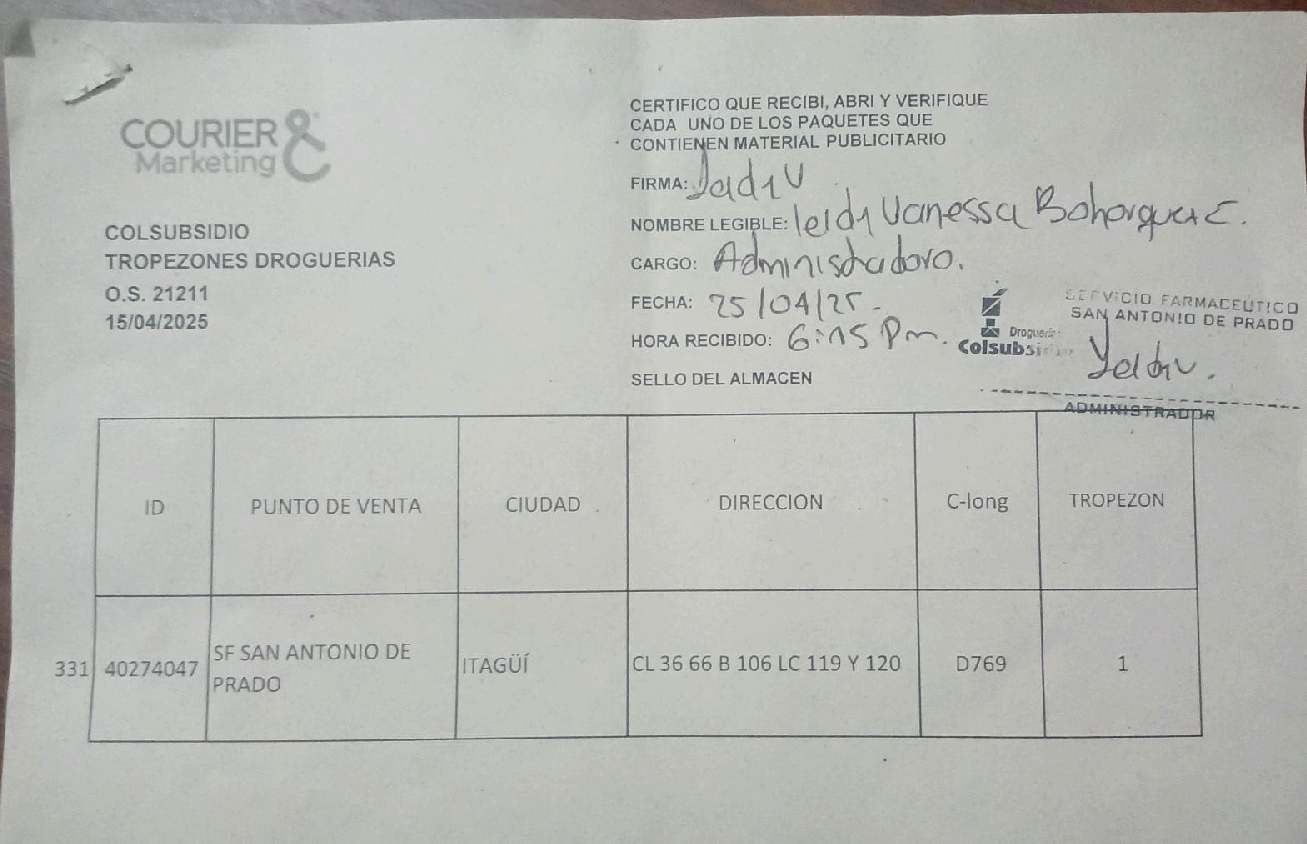 COURIER &
Marketing
COLSUBSIDIO
TROPEZONES DROGUERIAS
O.S. 21211
15/04/2025
CERTIFICO QUE RECIBI, ABRI Y VERIFIQUE
CADA UNO DE LOS PAQUETES QUE
CONTIENEN MATERIAL PUBLICITARIO
FIRMA:
NOMBRE LEGIBLE: leidy Vanessa Bohorquez C.
CARGO: Administradora.
FECHA: 25/04/25.
HORA RECIBIDO: 6:15 Pm.
SELLO DEL ALMACEN
Droguerías
Colsubsidio
SERVICIO FARMACEUTICO
SAN ANTONIO DE PRADO
ADMINISTRADOR
ID PUNTO DE VENTA CIUDAD DIRECCION C-long TROPEZON
331 40274047 SF SAN ANTONIO DE PRADO ITAGÜÍ CL 36 66 B 106 LC 119 Y 120 D769 1